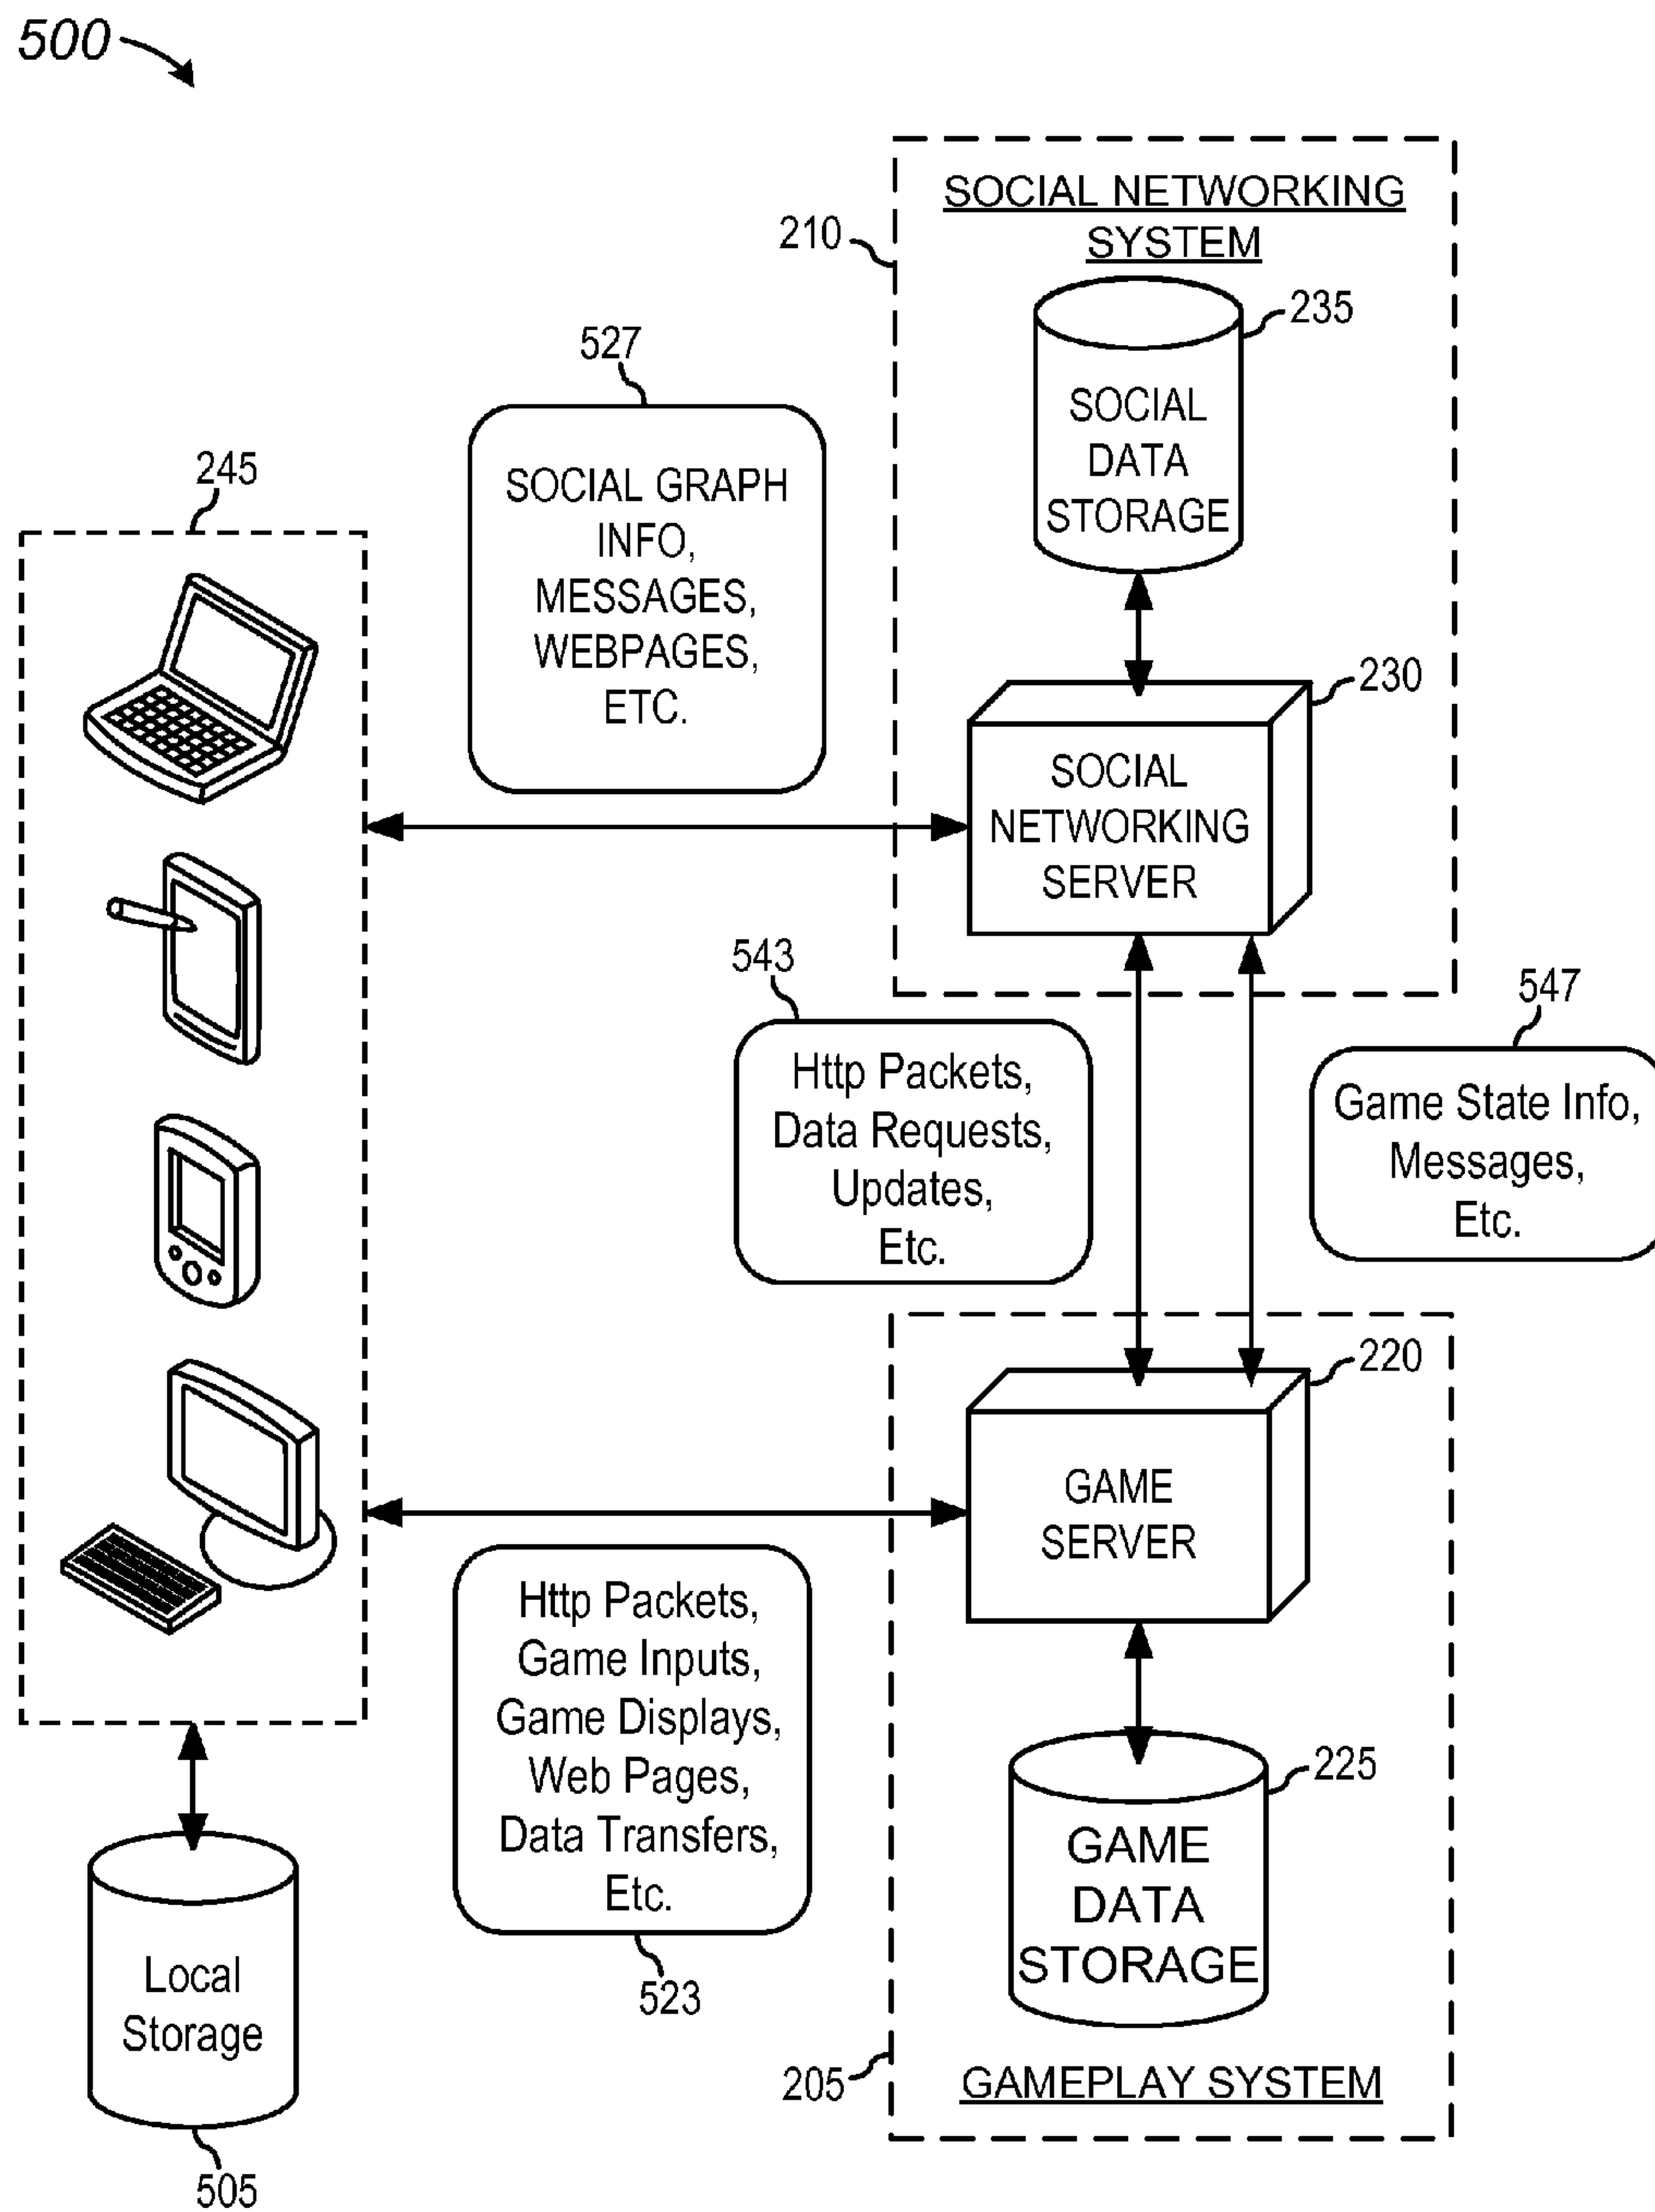 500
SOCIAL NETWORKING
SYSTEM
210
235
SOCIAL
DATA
STORAGE
527
SOCIAL GRAPH
INFO,
MESSAGES,
WEBPAGES,
ETC.
245
230
SOCIAL
NETWORKING
SERVER
543
Http Packets,
Data Requests,
Updates,
Etc.
547
Game State Info,
Messages,
Etc.
220
GAME
SERVER
Http Packets,
Game Inputs,
Game Displays,
Web Pages,
Data Transfers,
Etc.
523
225
GAME
DATA
STORAGE
Local
Storage
505
205
GAMEPLAY SYSTEM